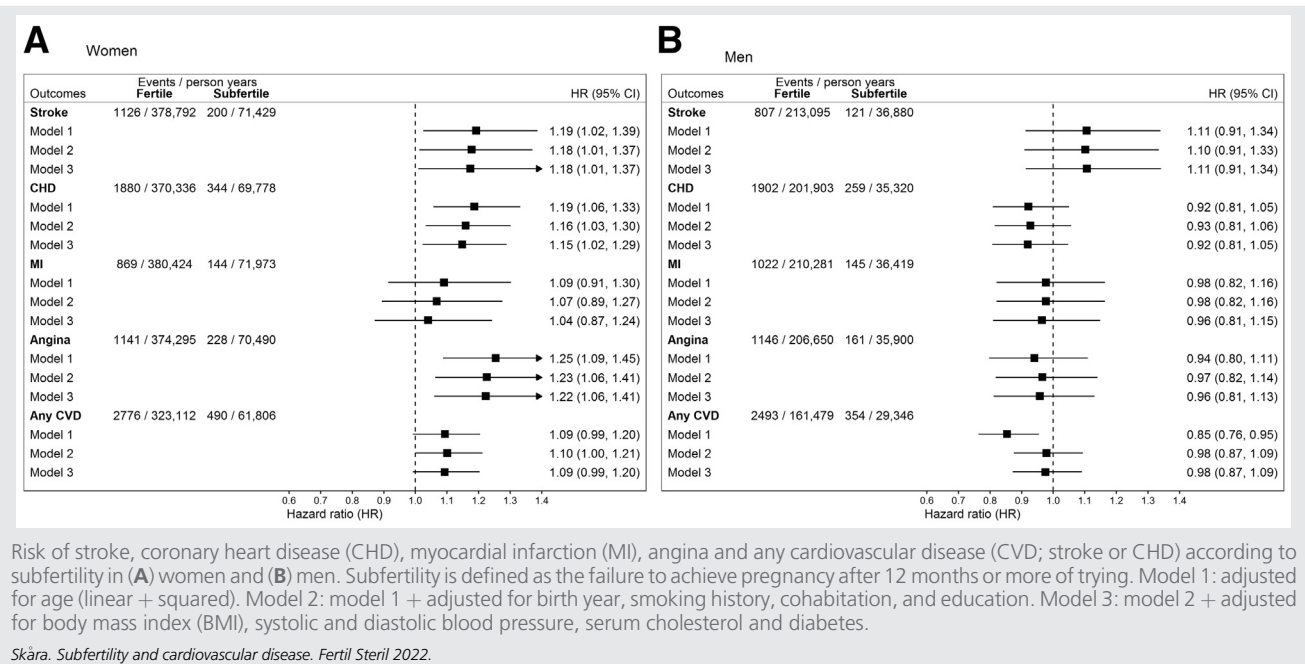 A Women
Events / person years
Outcomes Fertile Subfertile HR (95% CI)
Stroke 1126 / 378,792 200 / 71,429
Model 1 1.19 (1.02, 1.39)
Model 2 1.18 (1.01, 1.37)
Model 3 1.18 (1.01, 1.37)
CHD 1880 / 370,336 344 / 69,778
Model 1 1.19 (1.06, 1.33)
Model 2 1.16 (1.03, 1.30)
Model 3 1.15 (1.02, 1.29)
MI 869 / 380,424 144 / 71,973
Model 1 1.09 (0.91, 1.30)
Model 2 1.07 (0.89, 1.27)
Model 3 1.04 (0.87, 1.24)
Angina 1141 / 374,295 228 / 70,490
Model 1 1.25 (1.09, 1.45)
Model 2 1.23 (1.06, 1.41)
Model 3 1.22 (1.06, 1.41)
Any CVD 2776 / 323,112 490 / 61,806
Model 1 1.09 (0.99, 1.20)
Model 2 1.10 (1.00, 1.21)
Model 3 1.09 (0.99, 1.20)
0.6 0.7 0.8 0.9 1.0 1.1 1.2 1.3 1.4
Hazard ratio (HR)
B Men
Events / person years
Outcomes Fertile Subfertile HR (95% CI)
Stroke 807 / 213,095 121 / 36,880
Model 1 1.11 (0.91, 1.34)
Model 2 1.10 (0.91, 1.33)
Model 3 1.11 (0.91, 1.34)
CHD 1902 / 201,903 259 / 35,320
Model 1 0.92 (0.81, 1.05)
Model 2 0.93 (0.81, 1.06)
Model 3 0.92 (0.81, 1.05)
MI 1022 / 210,281 145 / 36,419
Model 1 0.98 (0.82, 1.16)
Model 2 0.98 (0.82, 1.16)
Model 3 0.96 (0.81, 1.15)
Angina 1146 / 206,650 161 / 35,900
Model 1 0.94 (0.80, 1.11)
Model 2 0.97 (0.82, 1.14)
Model 3 0.96 (0.81, 1.13)
Any CVD 2493 / 161,479 354 / 29,346
Model 1 0.85 (0.76, 0.95)
Model 2 0.98 (0.87, 1.09)
Model 3 0.98 (0.87, 1.09)
0.6 0.7 0.8 0.9 1.0 1.1 1.2 1.3 1.4
Hazard ratio (HR)
Risk of stroke, coronary heart disease (CHD), myocardial infarction (MI), angina and any cardiovascular disease (CVD; stroke or CHD) according to
subfertility in (A) women and (B) men. Subfertility is defined as the failure to achieve pregnancy after 12 months or more of trying. Model 1: adjusted
for age (linear + squared). Model 2: model 1 + adjusted for birth year, smoking history, cohabitation, and education. Model 3: model 2 + adjusted
for body mass index (BMI), systolic and diastolic blood pressure, serum cholesterol and diabetes.
Skåra. Subfertility and cardiovascular disease. Fertil Steril 2022.